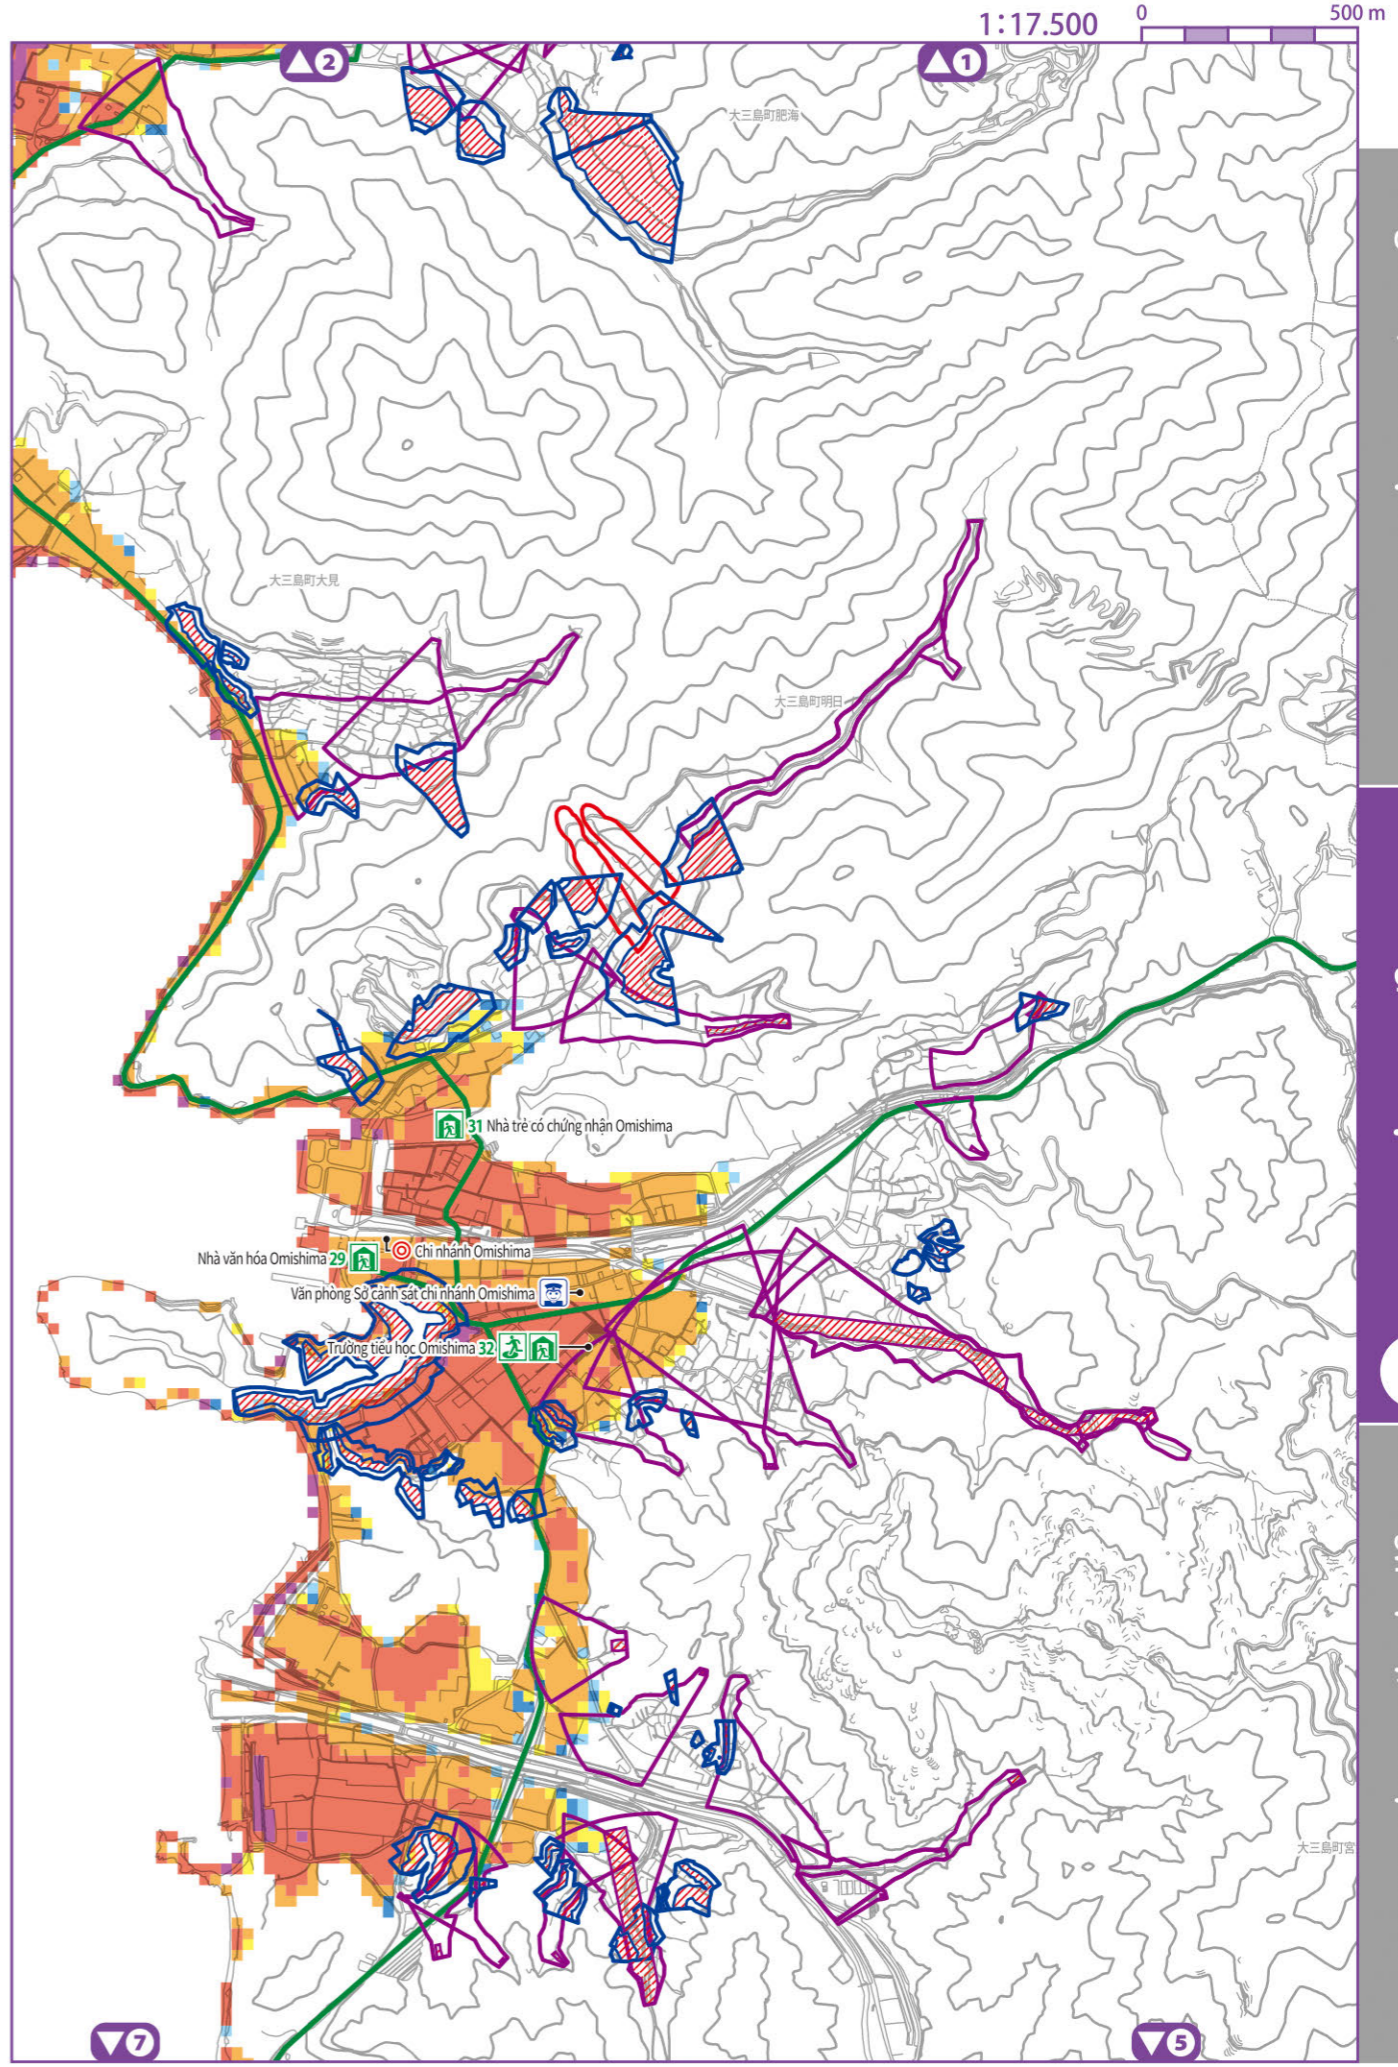 1:17.500
0
500 m
2
1
大三島町肥海
大三島町大見
大三島町明日
31 Nhà trẻ có chứng nhận Omishima
Nhà văn hóa Omishima 29
Chi nhánh Omishima
Văn phòng Sở cảnh sát chi nhánh Omishima
Trường tiểu học Omishima 32
大三島町宮
7
5